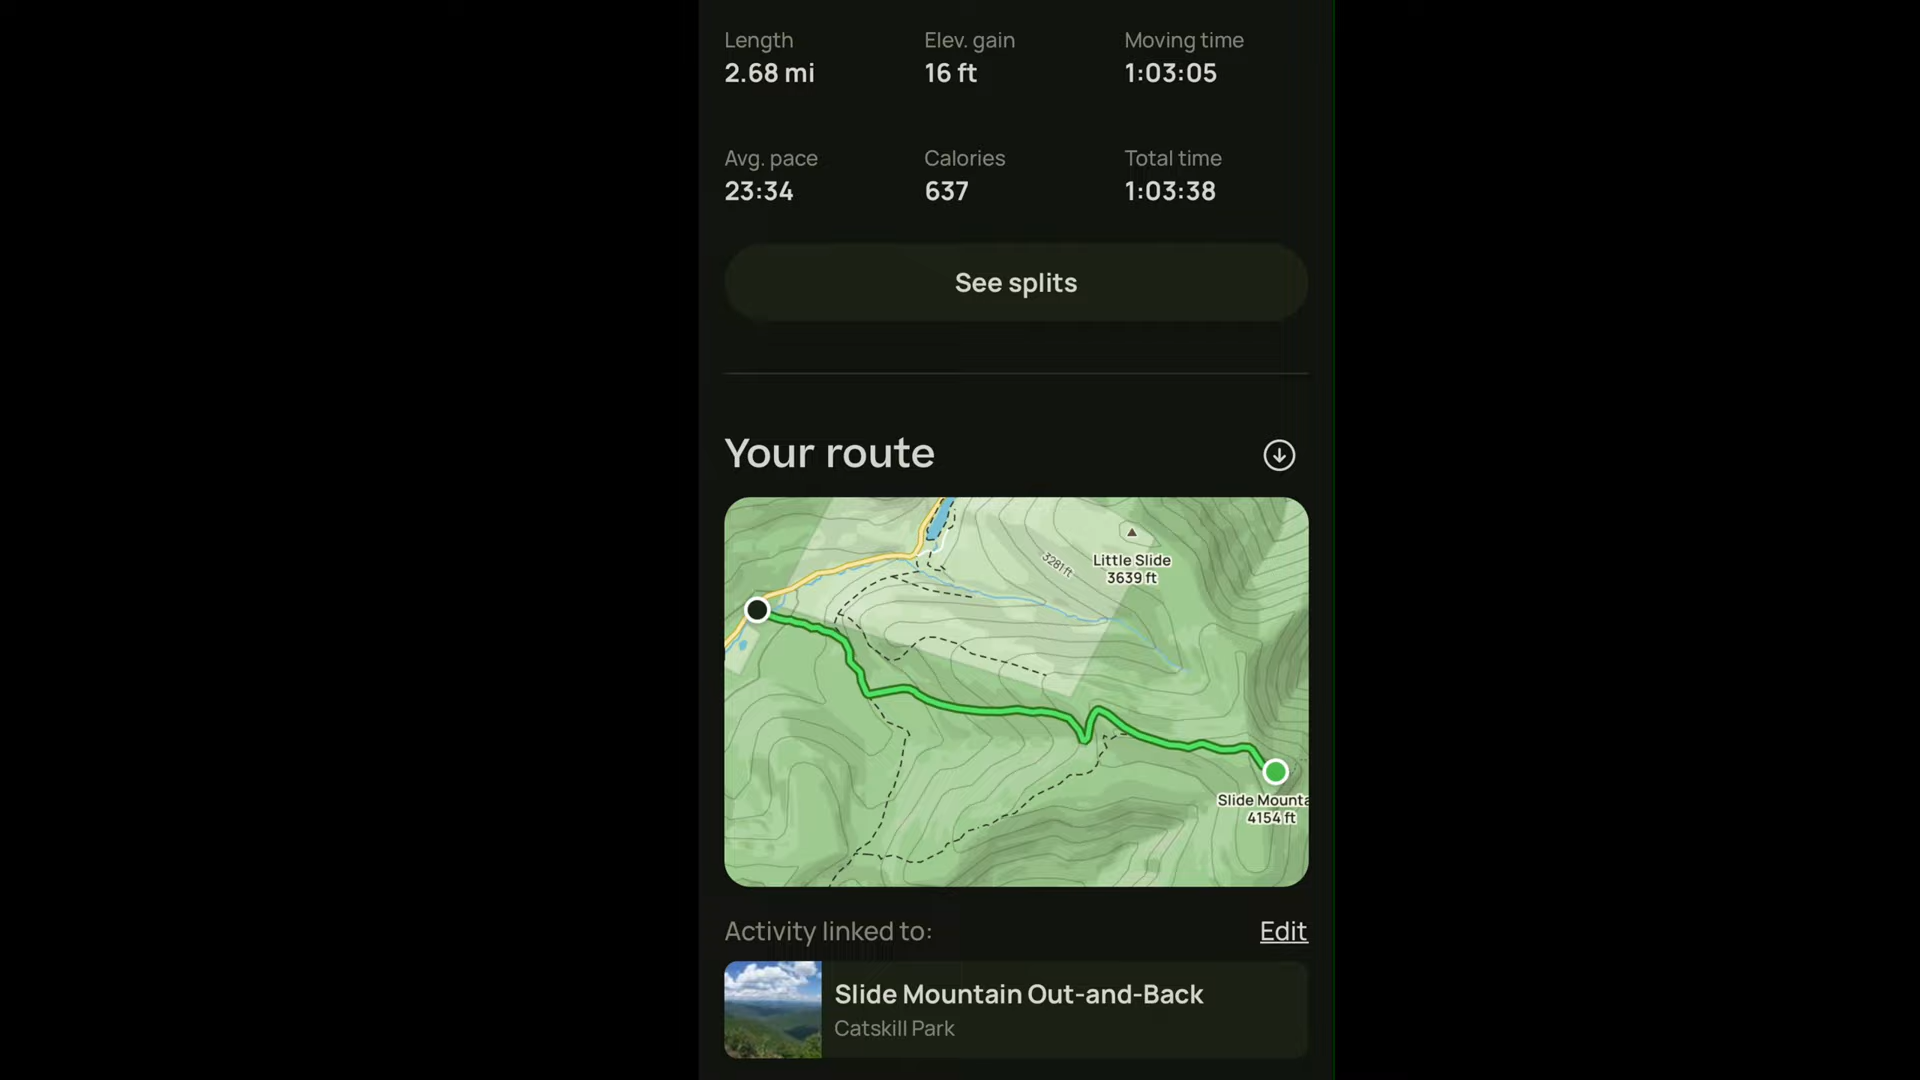 Length
Elev. gain
Moving time
2.68 mi
16 ft
1:03:05
Avg. pace
Calories
Total time
23:34
637
1:03:38
See splits
Your route
3281 ft
Little Slide
3639 ft
Slide Mounta
4154 ft
Activity linked to:
Edit
Slide Mountain Out-and-Back
Catskill Park